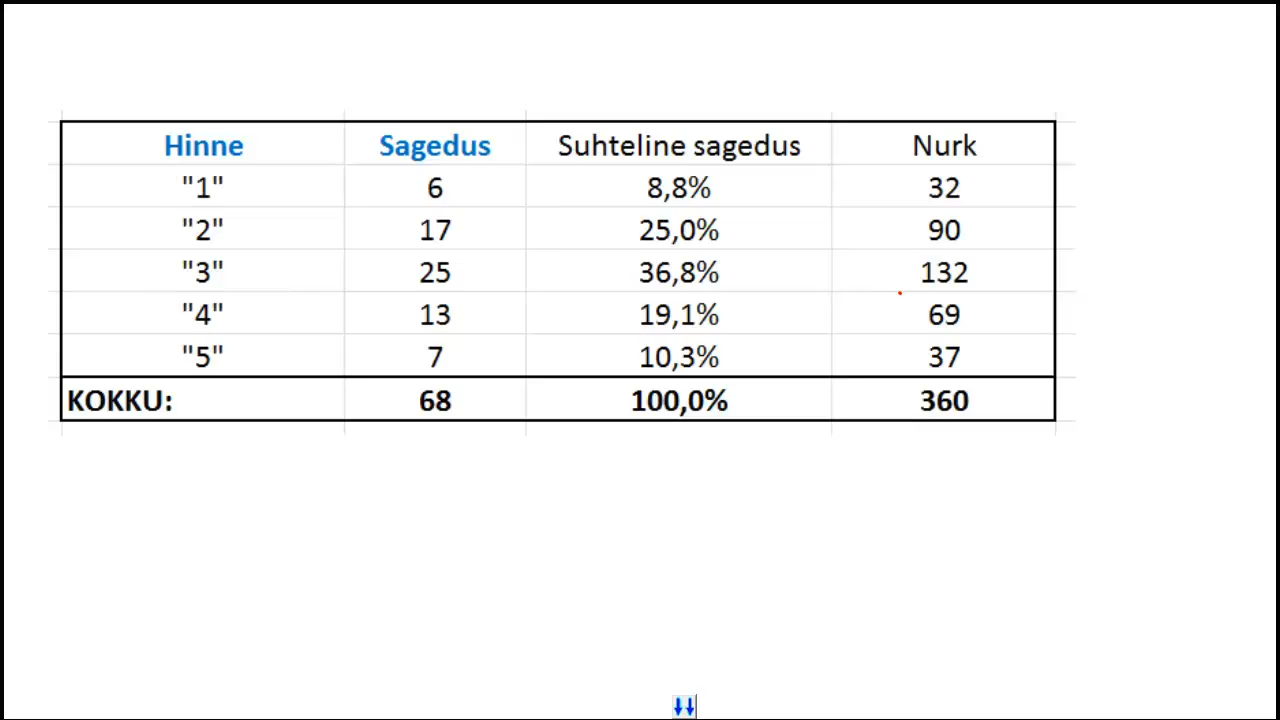 Hinne Sagedus Suhteline sagedus Nurk
"1" 6 8,8% 32
"2" 17 25,0% 90
"3" 25 36,8% 132
"4" 13 19,1% 69
"5" 7 10,3% 37
KOKKU: 68 100,0% 360